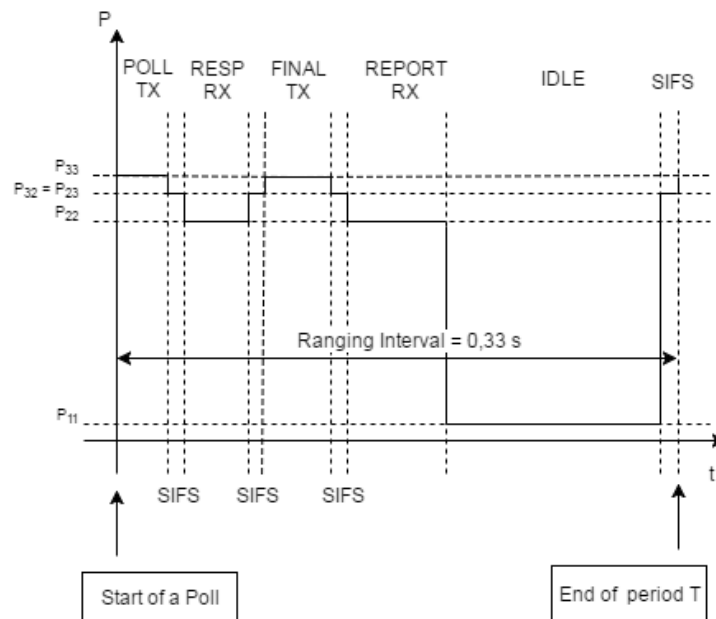 P
POLL TX
RESP RX
FINAL TX
REPORT RX
IDLE
SIFS
P33
P32 = P23
P22
Ranging Interval = 0,33 s
P11
t
SIFS
SIFS
SIFS
Start of a Poll
End of period T